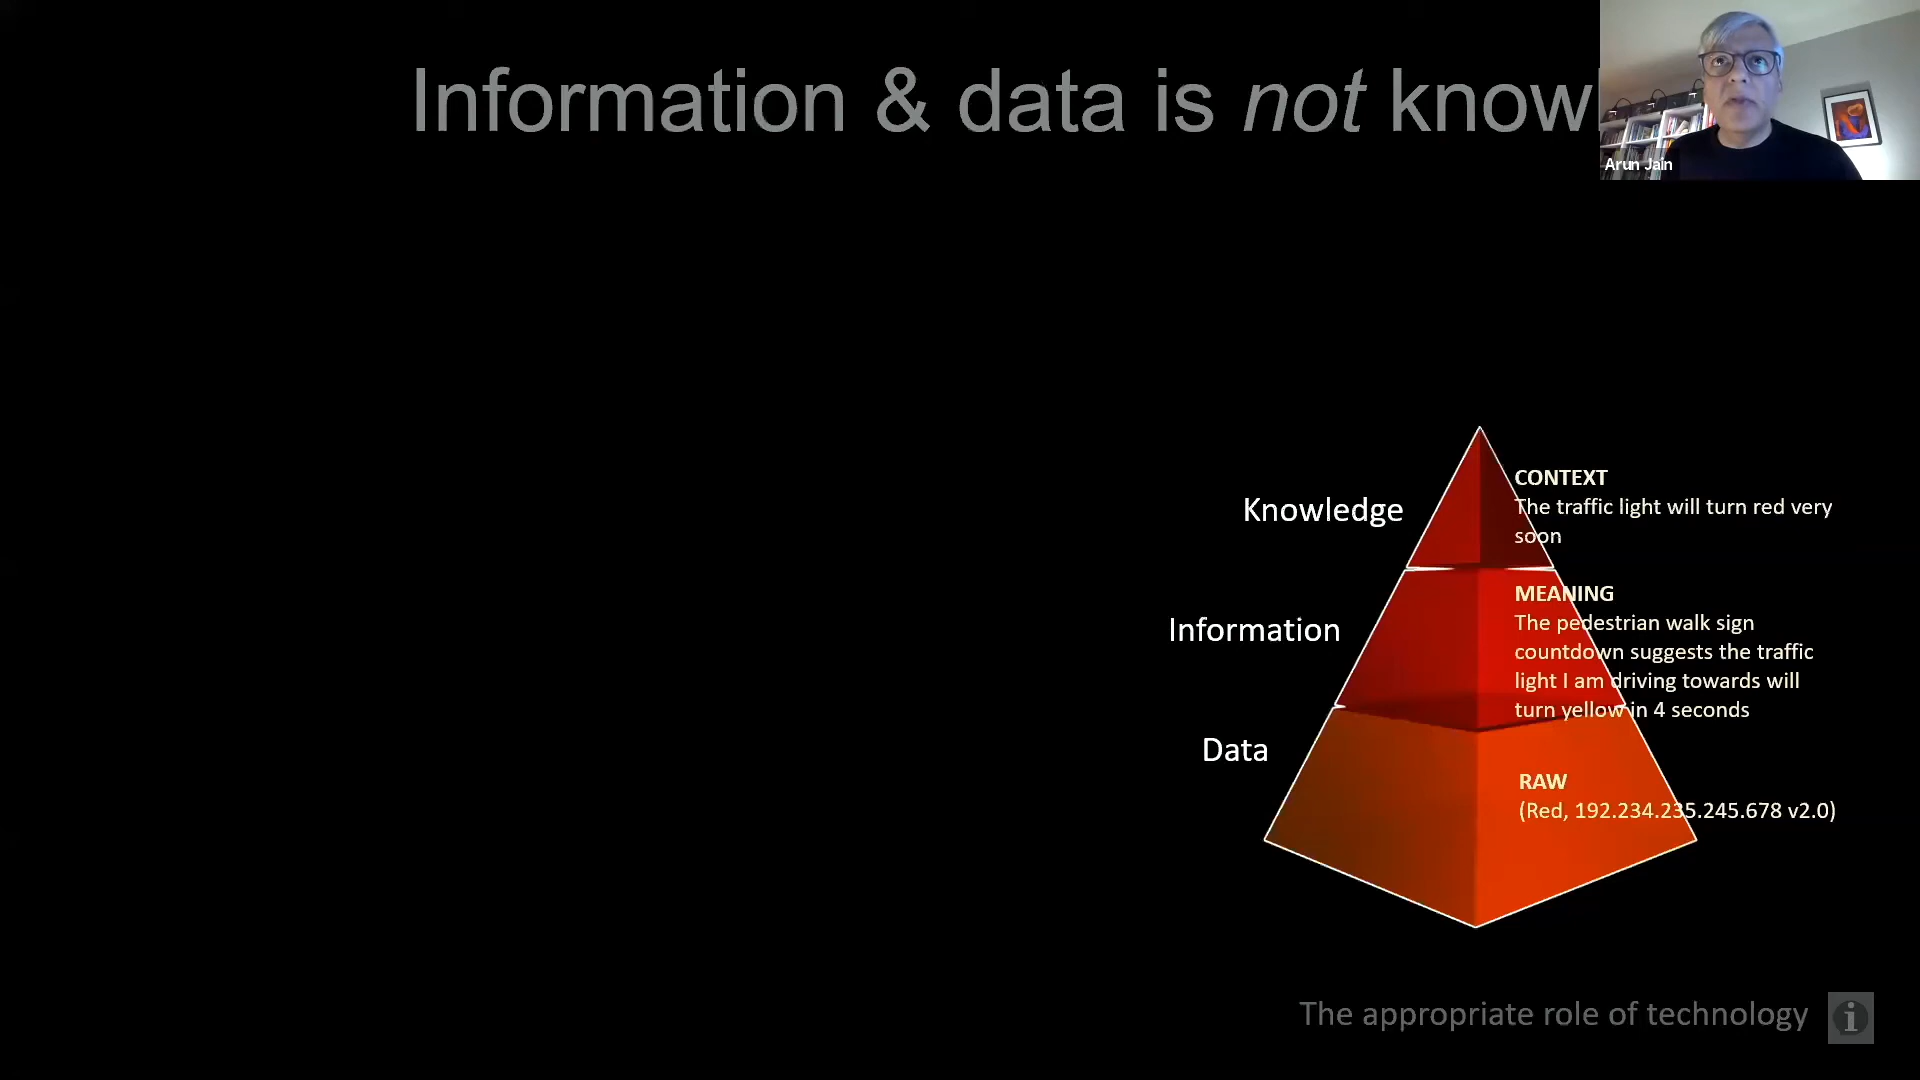 Information & data is not know
Arun Jain
Knowledge
CONTEXT
The traffic light will turn red very
soon
Information
MEANING
The pedestrian walk sign
countdown suggests the traffic
light I am driving towards will
turn yellow in 4 seconds
Data
RAW
(Red, 192.234.235.245.678 v2.0)
The appropriate role of technology
i